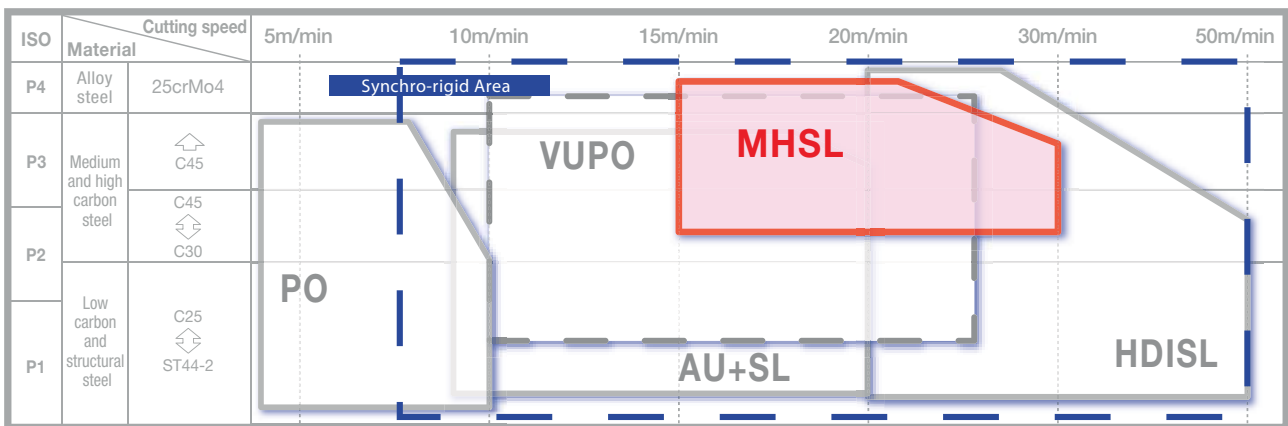 ISO
Material
Cutting speed
5m/min
10m/min
15m/min
20m/min
30m/min
50m/min
P4
Alloy
steel
25crMo4
Synchro-rigid Area
P3
Medium
and high
carbon
steel
C45
C45
C30
P2
VUPO
MHSL
PO
Low
carbon
and
structural
steel
C25
ST44-2
P1
AU+SL
HDISL